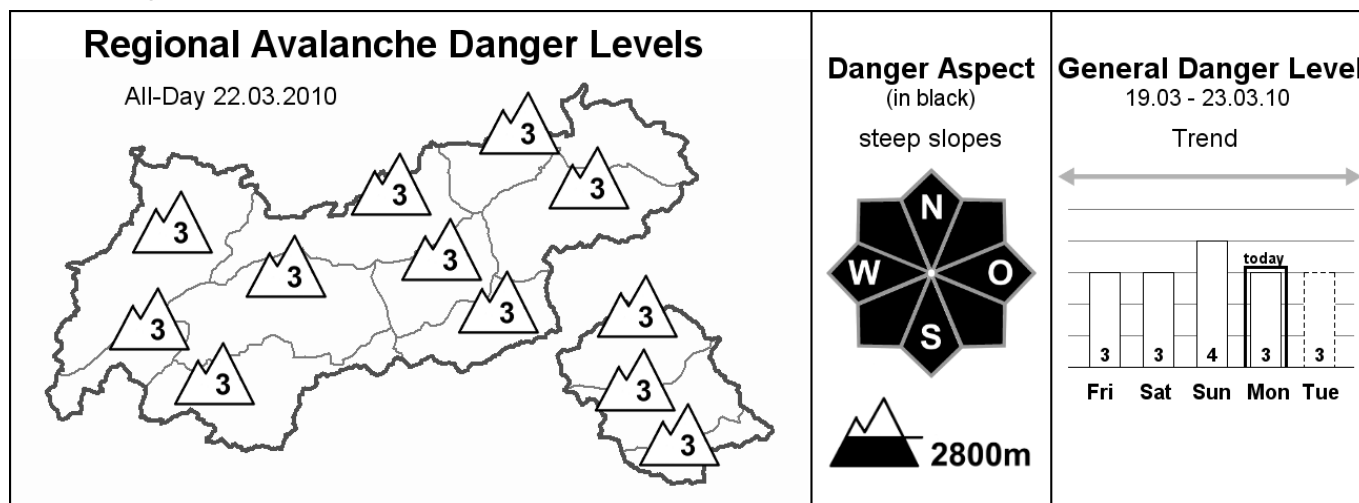 Regional Avalanche Danger Levels
All-Day 22.03.2010
3
3
3
3
3
3
3
3
3
3
3
3
3
Danger Aspect
(in black)
steep slopes
N
W O
S
2800m
General Danger Level
19.03 - 23.03.10
Trend
today
3 3 4 3 3
Fri Sat Sun Mon Tue